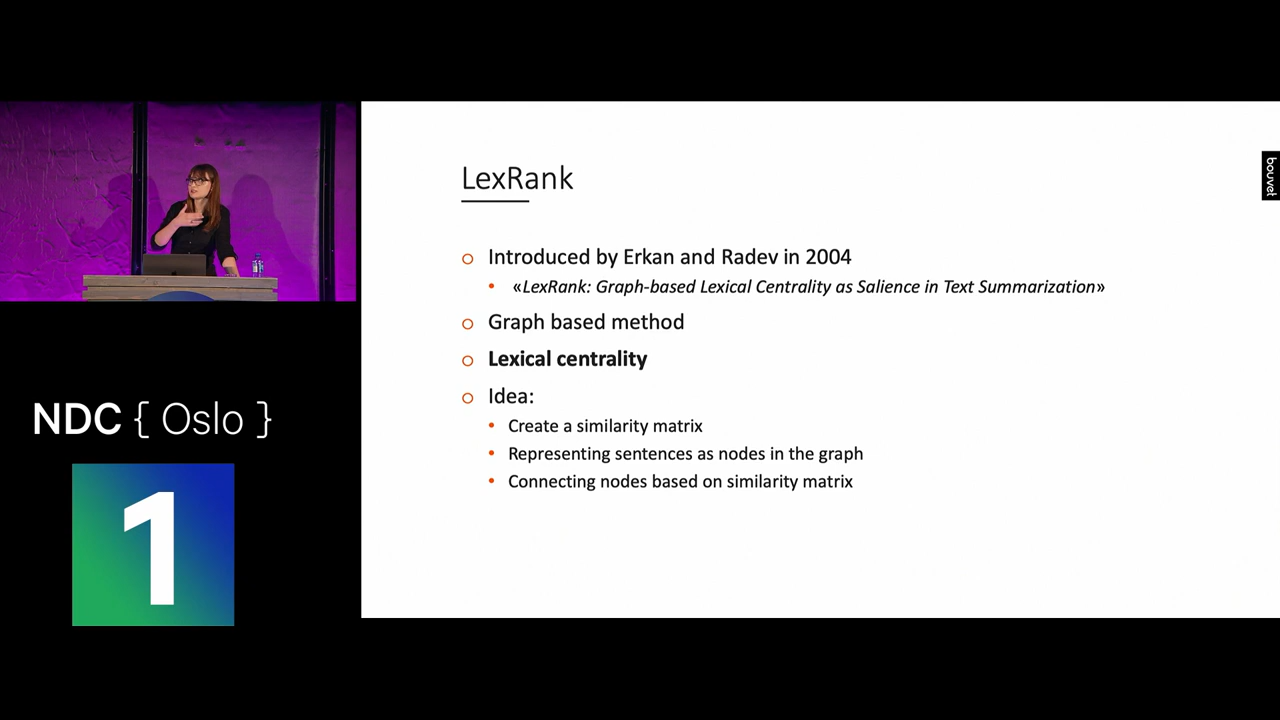 LexRank
Introduced by Erkan and Radev in 2004
«LexRank: Graph-based Lexical Centrality as Salience in Text Summarization»
Graph based method
Lexical centrality
Idea:
Create a similarity matrix
Representing sentences as nodes in the graph
Connecting nodes based on similarity matrix
bouvet
NDC { Oslo }
1